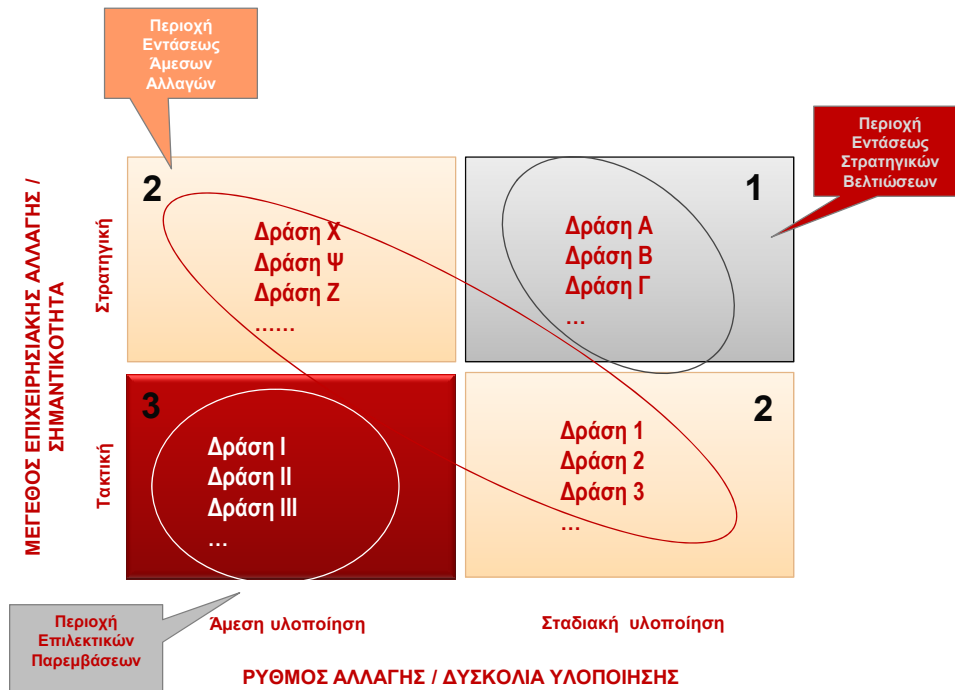 Περιοχή
Εντάσεως
Άμεσων
Αλλαγών
Περιοχή
Εντάσεως
Στρατηγικών
Βελτιώσεων
ΜΕΓΕΘΟΣ ΕΠΙΧΕΙΡΗΣΙΑΚΗΣ ΑΛΛΑΓΗΣ /
ΣΗΜΑΝΤΙΚΟΤΗΤΑ
Στρατηγική
2
Δράση Χ
Δράση Ψ
Δράση Ζ
......
1
Δράση Α
Δράση Β
Δράση Γ
...
Τακτική
3
Δράση Ι
Δράση ΙΙ
Δράση ΙΙΙ
...
2
Δράση 1
Δράση 2
Δράση 3
...
Περιοχή
Επιλεκτικών
Παρεμβάσεων
Άμεση υλοποίηση
Σταδιακή υλοποίηση
ΡΥΘΜΟΣ ΑΛΛΑΓΗΣ / ΔΥΣΚΟΛΙΑ ΥΛΟΠΟΙΗΣΗΣ